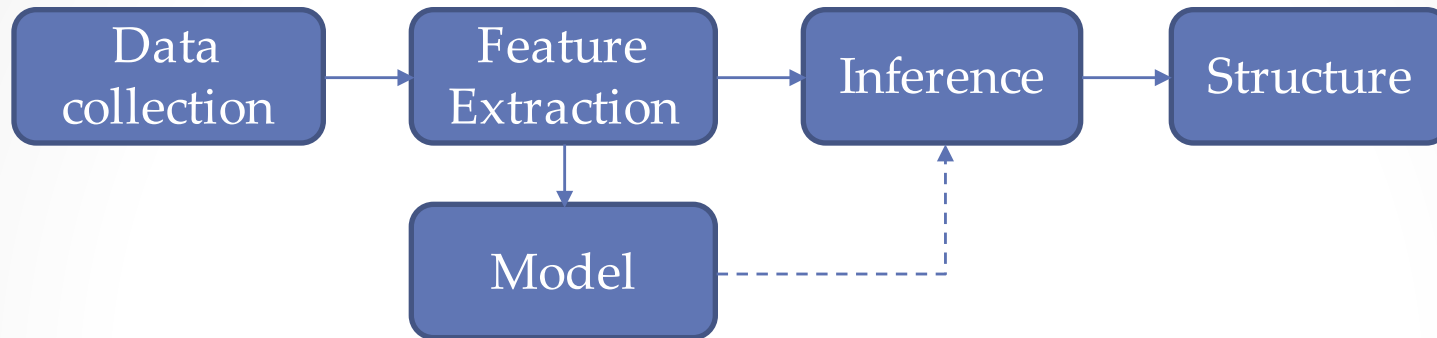 Data
collection
Feature
Extraction
Inference
Structure
Model